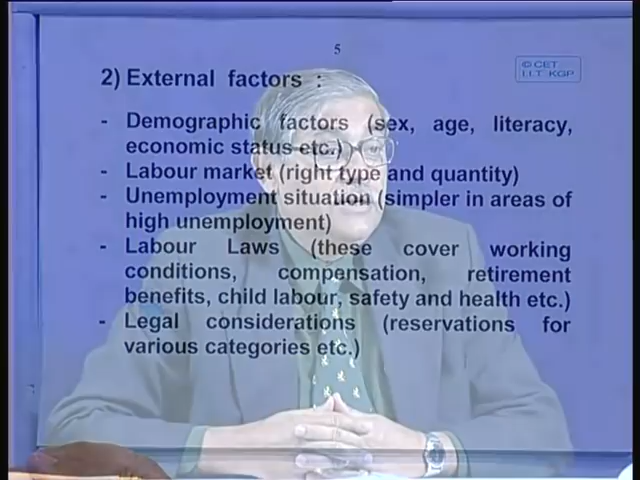 5
© CET
I.I.T. KGP
2) External factors :
- Demographic factors (sex, age, literacy,
economic status etc.)
- Labour market (right type and quantity)
- Unemployment situation (simpler in areas of
high unemployment)
- Labour Laws (these cover working
conditions, compensation, retirement
benefits, child labour, safety and health etc.)
- Legal considerations (reservations for
various categories etc.)